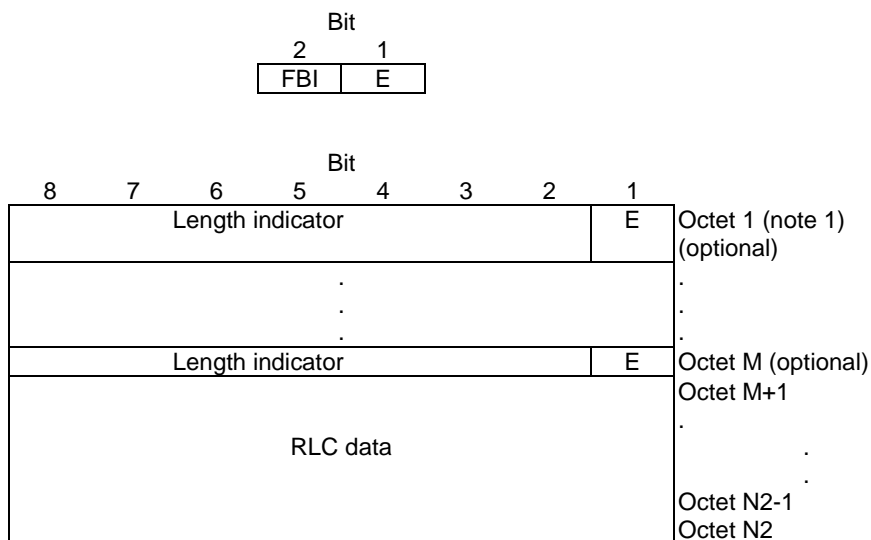 Bit
2 1
FBI E
Bit
8 7 6 5 4 3 2 1
Length indicator E Octet 1 (note 1)
(optional)
. .
. .
. .
Length indicator E Octet M (optional)
Octet M+1
.
RLC data .
.
Octet N2-1
Octet N2